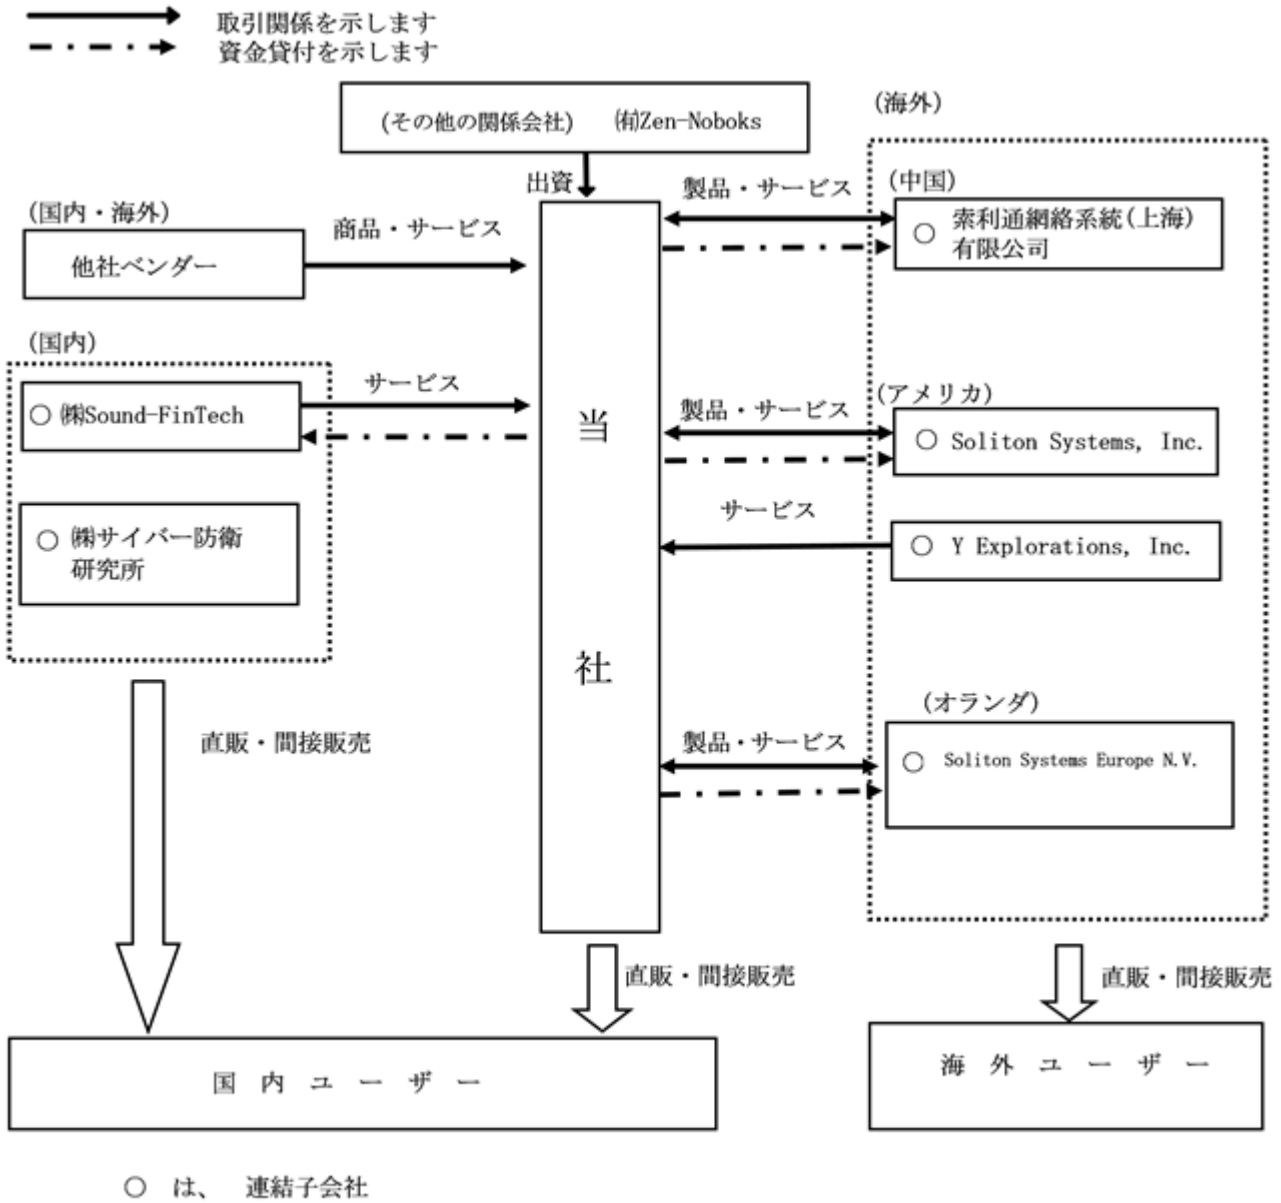 取引関係を示します
資金貸付を示します
(その他の関係会社) ㈲Zen-Noboks
(海外)
出資
製品・サービス
(中国)
(国内・海外)
商品・サービス
○ 索利通網絡系統(上海)
有限公司
他社ベンダー
(国内)
サービス
○ ㈱Sound-FinTech
製品・サービス
(アメリカ)
○ Soliton Systems, Inc.
当
サービス
○ ㈱サイバー防衛
研究所
○ Y Explorations, Inc.
社
(オランダ)
直販・間接販売
製品・サービス
○ Soliton Systems Europe N.V.
直販・間接販売
直販・間接販売
国 内 ユ ー ザ ー
海 外 ユ ー ザ ー
○ は、 連結子会社